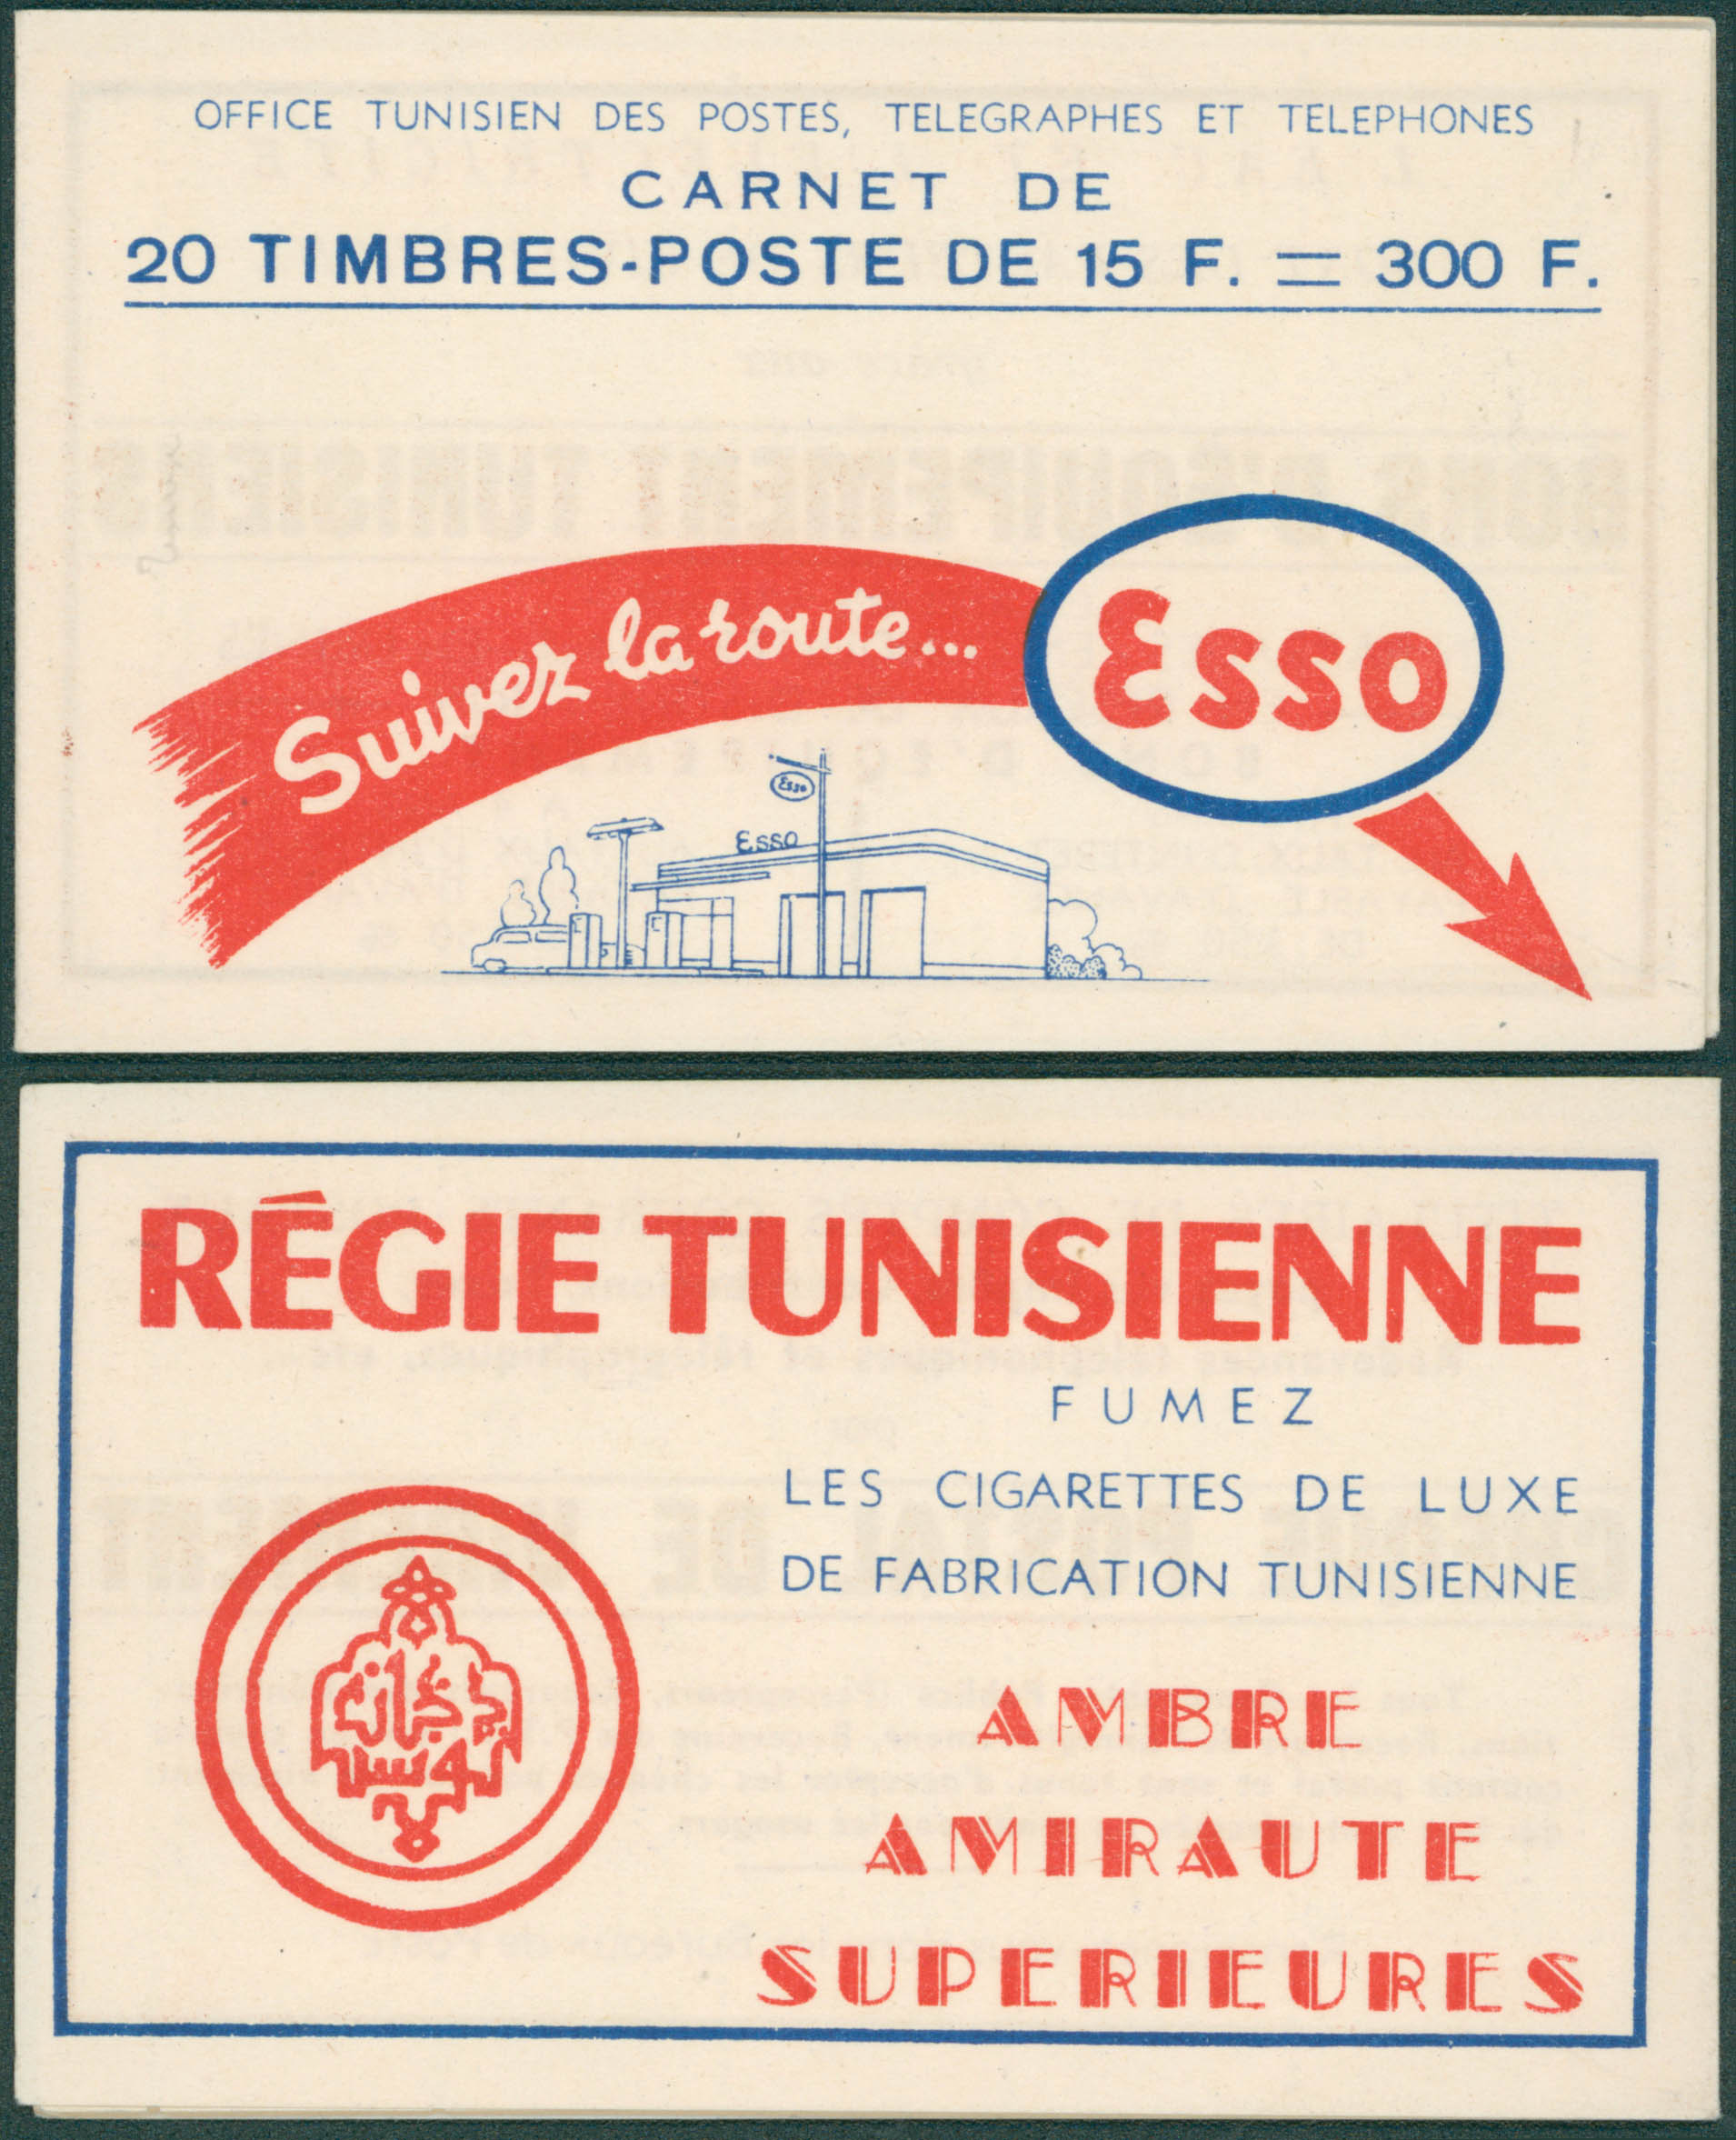 OFFICE TUNISIEN DES POSTES, TELEGRAPHES ET TELEPHONES
CARNET DE
20 TIMBRES-POSTE DE 15 F. = 300 F.
Suivez la route...
Esso
Esso
Esso
RÉGIE TUNISIENNE
FUMEZ
LES CIGARETTES DE LUXE
DE FABRICATION TUNISIENNE
AMBRE
AMIRAUTE
SUPERIEURES